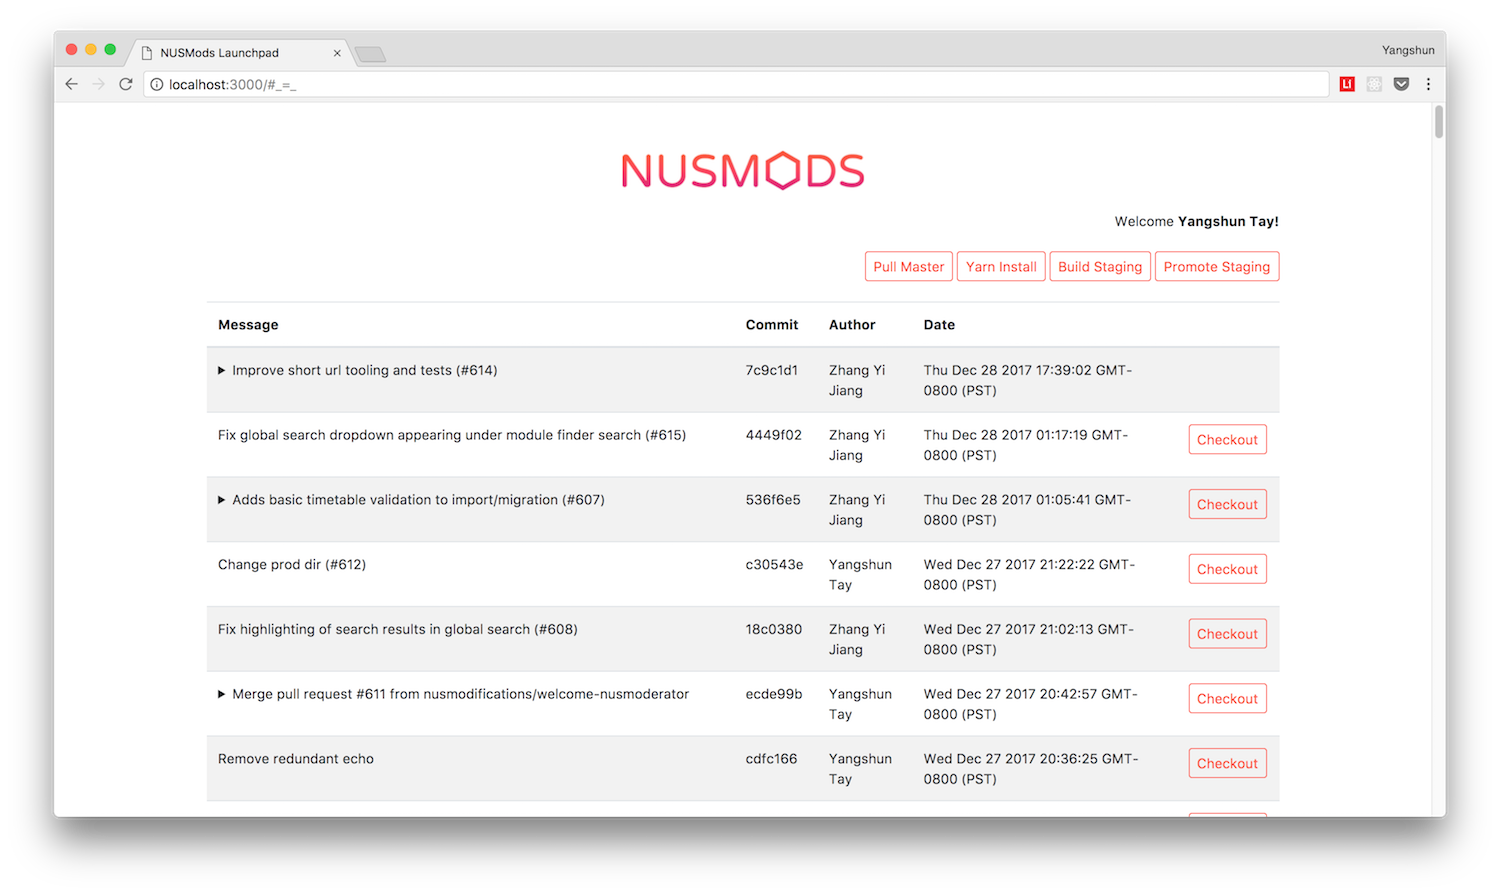 NUSMods Launchpad
Yangshun
localhost:3000/#_=_
NUSMODS
Welcome Yangshun Tay!
Pull Master Yarn Install Build Staging Promote Staging
Message Commit Author Date
Improve short url tooling and tests (#614) 7c9c1d1 Zhang Yi Thu Dec 28 2017 17:39:02 GMT-
Jiang 0800 (PST)
Fix global search dropdown appearing under module finder search (#615) 4449f02 Zhang Yi Thu Dec 28 2017 01:17:19 GMT- Checkout
Jiang 0800 (PST)
Adds basic timetable validation to import/migration (#607) 536f6e5 Zhang Yi Thu Dec 28 2017 01:05:41 GMT- Checkout
Jiang 0800 (PST)
Change prod dir (#612) c30543e Yangshun Wed Dec 27 2017 21:22:22 GMT- Checkout
Tay 0800 (PST)
Fix highlighting of search results in global search (#608) 18c0380 Zhang Yi Wed Dec 27 2017 21:02:13 GMT- Checkout
Jiang 0800 (PST)
Merge pull request #611 from nusmodifications/welcome-nusmoderator ecde99b Yangshun Wed Dec 27 2017 20:42:57 GMT- Checkout
Tay 0800 (PST)
Remove redundant echo cdfc166 Yangshun Wed Dec 27 2017 20:36:25 GMT- Checkout
Tay 0800 (PST)